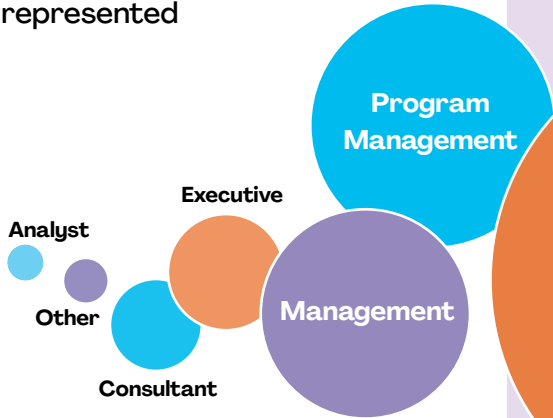 represented
Program
Management
Executive
Analyst
Management
Other
Consultant